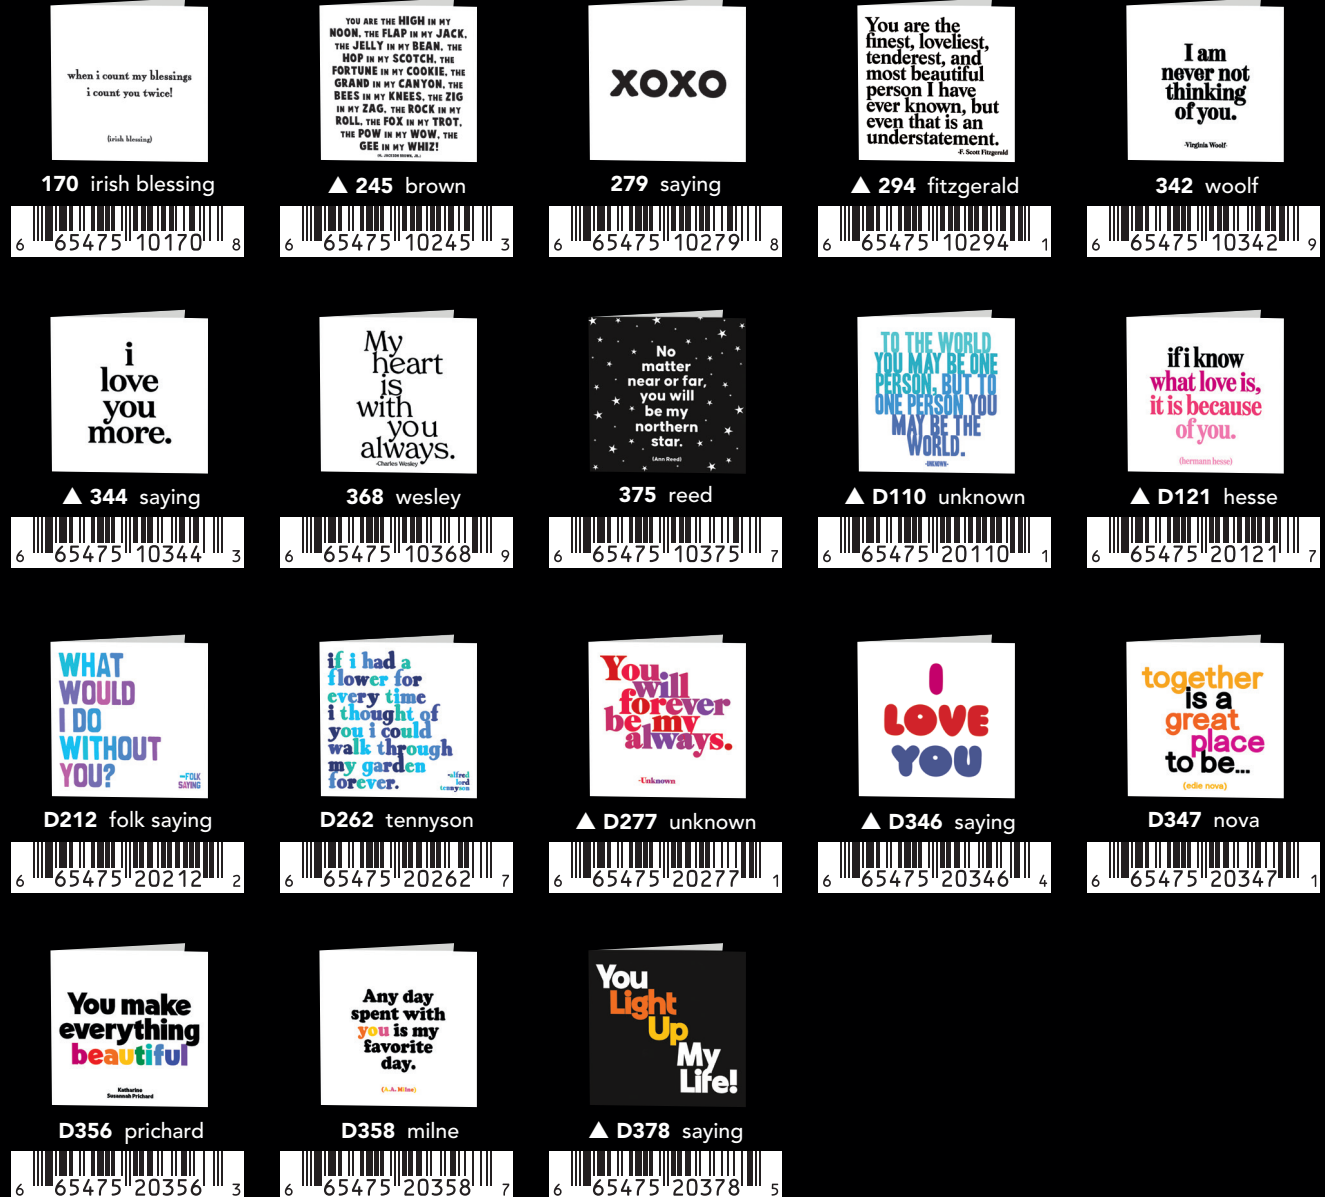 when i count my blessings
i count you twice!
(irish blessing)
170 irish blessing
6 65475 10170 8
YOU ARE THE HIGH IN MY
NOON, THE FLAP IN MY JACK,
THE JELLY IN MY BEAN, THE
HOP IN MY SCOTCH, THE
FORTUNE IN MY COOKIE, THE
GRAND IN MY CANYON, THE
BEES IN MY KNEES, THE ZIG
IN MY ZAG, THE ROCK IN MY
ROLL, THE FOX IN MY TROT,
THE POW IN MY WOW, THE
GEE IN MY WHIZ!
(H. JACKSON BROWN, JR.)
▲ 245 brown
6 65475 10245 3
XOXO
279 saying
6 65475 10279 8
You are the
finest, loveliest,
tenderest, and
most beautiful
person I have
ever known, but
even that is an
understatement.
-F. Scott Fitzgerald
▲ 294 fitzgerald
6 65475 10294 1
I am
never not
thinking
of you.
-Virginia Woolf-
342 woolf
6 65475 10342 9
i
love
you
more.
▲ 344 saying
6 65475 10344 3
My
heart
is
with
you
always.
-Charles Wesley
368 wesley
6 65475 10368 9
No
matter
near or far,
you will
be my
northern
star.
(Ann Reed)
375 reed
6 65475 10375 7
TO THE WORLD
YOU MAY BE ONE
PERSON, BUT TO
ONE PERSON YOU
MAY BE THE
WORLD.
-UNKNOWN-
▲ D110 unknown
6 65475 20110 1
if i know
what love is,
it is because
of you.
(hermann hesse)
▲ D121 hesse
6 65475 20121 7
WHAT
WOULD
I DO
WITHOUT
YOU?
—FOLK
SAYING
D212 folk saying
6 65475 20212 2
if i had a
flower for
every time
i thought of
you i could
walk through
my garden
forever.
-alfred
lord
tennyson
D262 tennyson
6 65475 20262 7
You
will
forever
be my
always.
-Unknown
▲ D277 unknown
6 65475 20277 1
I
LOVE
YOU
▲ D346 saying
6 65475 20346 4
together
is a
great
place
to be...
(edie nova)
D347 nova
6 65475 20347 1
You make
everything
beautiful
Katharine
Susannah Prichard
D356 prichard
6 65475 20356 3
Any day
spent with
you is my
favorite
day.
(A.A. Milne)
D358 milne
6 65475 20358 7
You
Light
Up
My
Life!
▲ D378 saying
6 65475 20378 5